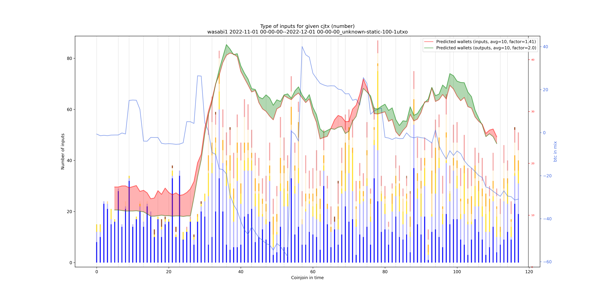 Type of inputs for given cjtx (number)
wasabi1 2022-11-01 00-00-00--2022-12-01 00-00-00_unknown-static-100-1utxo
Predicted wallets (inputs, avg=10, factor=1.41)
Predicted wallets (outputs, avg=10, factor=2.0)
80
60
40
20
0
Number of inputs
0
20
40
60
80
100
120
Coinjoin in time
40
20
0
−20
−40
−60
btc in mix